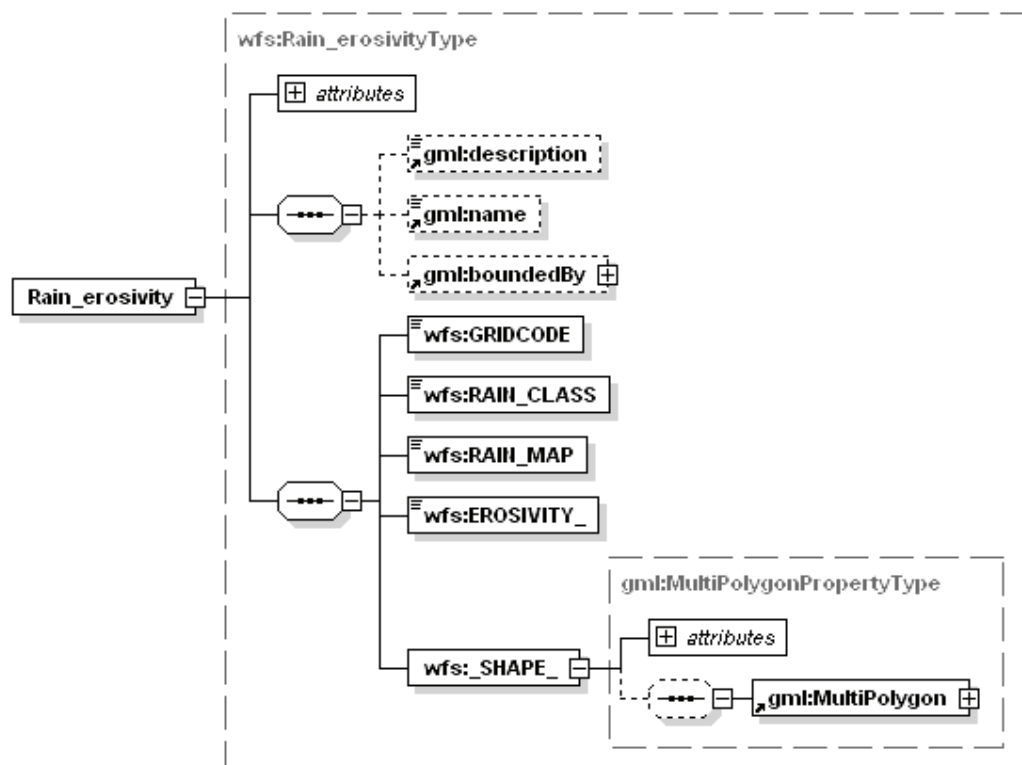 wfs:Rain_erosivityType
attributes
gml:description
gml:name
gml:boundedBy
Rain_erosivity
wfs:GRIDCODE
wfs:RAIN_CLASS
wfs:RAIN_MAP
wfs:EROSIVITY_
gml:MultiPolygonPropertyType
attributes
wfs:_SHAPE_
gml:MultiPolygon